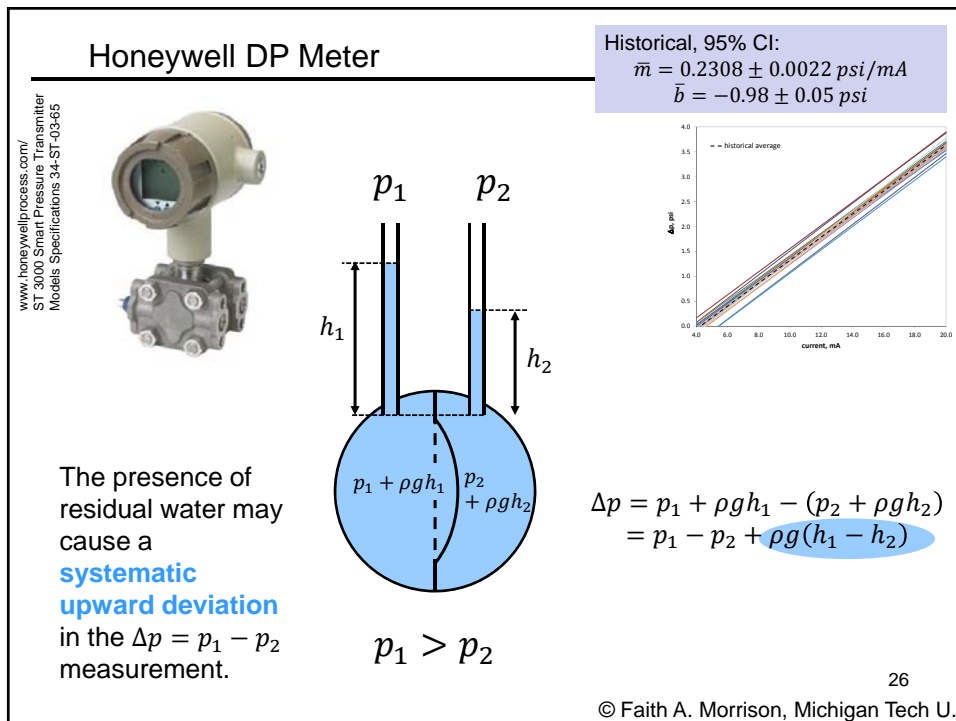 Honeywell DP Meter
Historical, 95% CI:
m̅ = 0.2308 ± 0.0022 psi/mA
b̅ = −0.98 ± 0.05 psi
www.honeywellprocess.com/
ST 3000 Smart Pressure Transmitter
Models Specifications 34-ST-03-65
4.0
3.5
3.0
2.5
2.0
1.5
1.0
0.5
0.0
Δp, psi
historical average
4.0 6.0 8.0 10.0 12.0 14.0 16.0 18.0 20.0
current, mA
p₁ p₂
h₁
h₂
p₁ + ρgh₁
p₂
+ ρgh₂
The presence of
residual water may
cause a
systematic
upward deviation
in the Δp = p₁ − p₂
measurement.
p₁ > p₂
Δp = p₁ + ρgh₁ − (p₂ + ρgh₂)
= p₁ − p₂ + ρg(h₁ − h₂)
26
© Faith A. Morrison, Michigan Tech U.